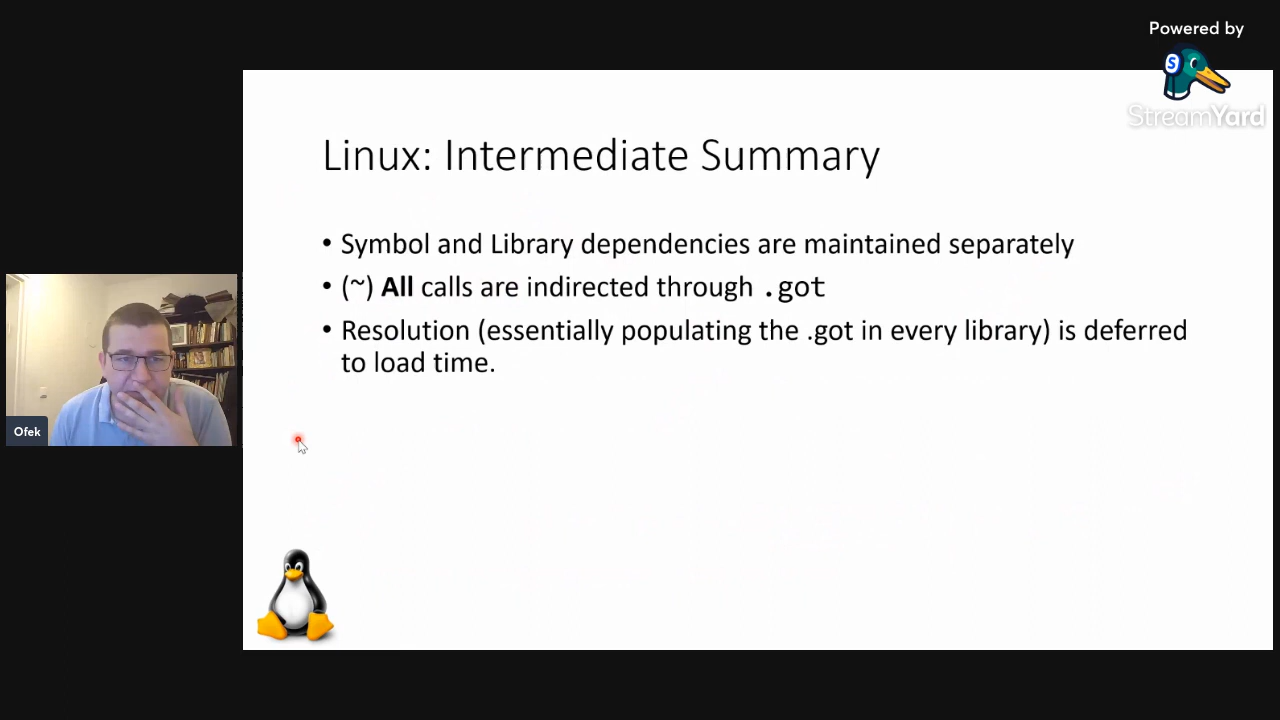 Powered by
S
StreamYard
Linux: Intermediate Summary
• Symbol and Library dependencies are maintained separately
• (~) All calls are indirected through .got
• Resolution (essentially populating the .got in every library) is deferred
to load time.
Ofek